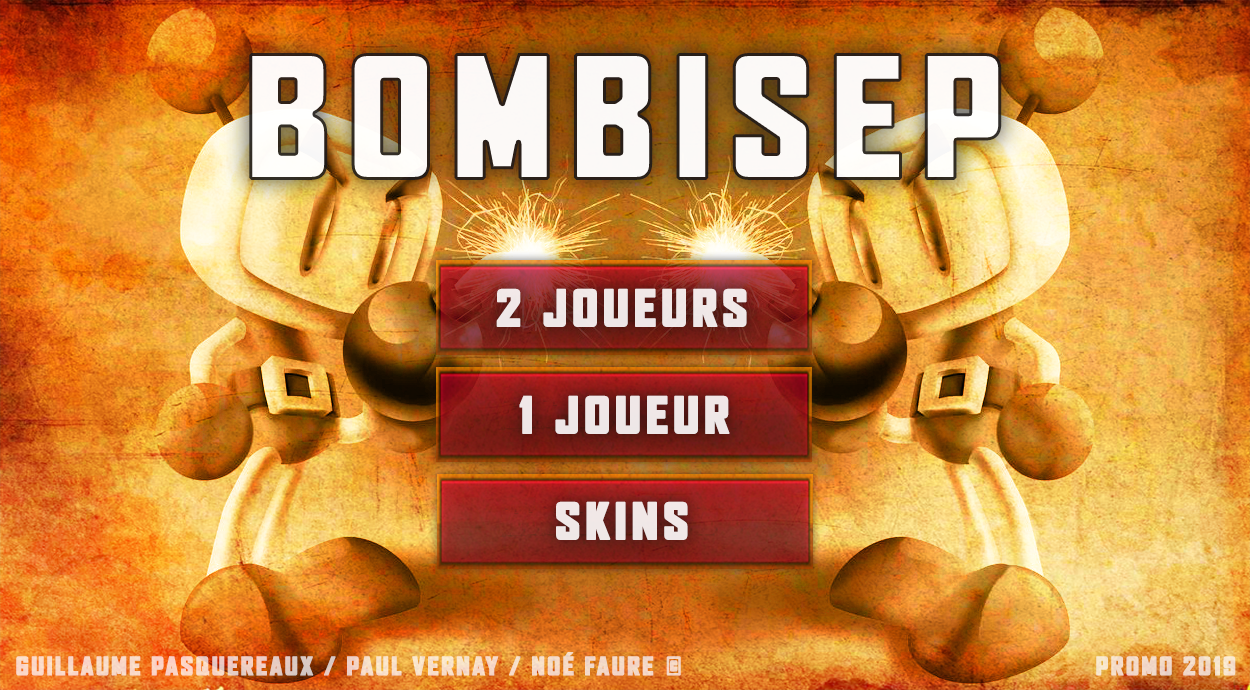 BOMBISEP
2 JOUEURS
1 JOUEUR
SKINS
GUILLAUME PASQUEREAUX / PAUL VERNAY / NOÉ FAURE ©
PROMO 2019